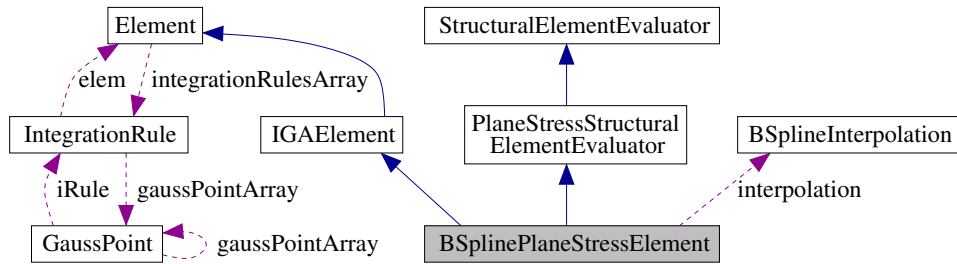 Element
StructuralElementEvaluator
elem
integrationRulesArray
IntegrationRule
IGAElement
PlaneStressStructural
ElementEvaluator
BSplineInterpolation
iRule
gaussPointArray
interpolation
GaussPoint
gaussPointArray
BSplinePlaneStressElement